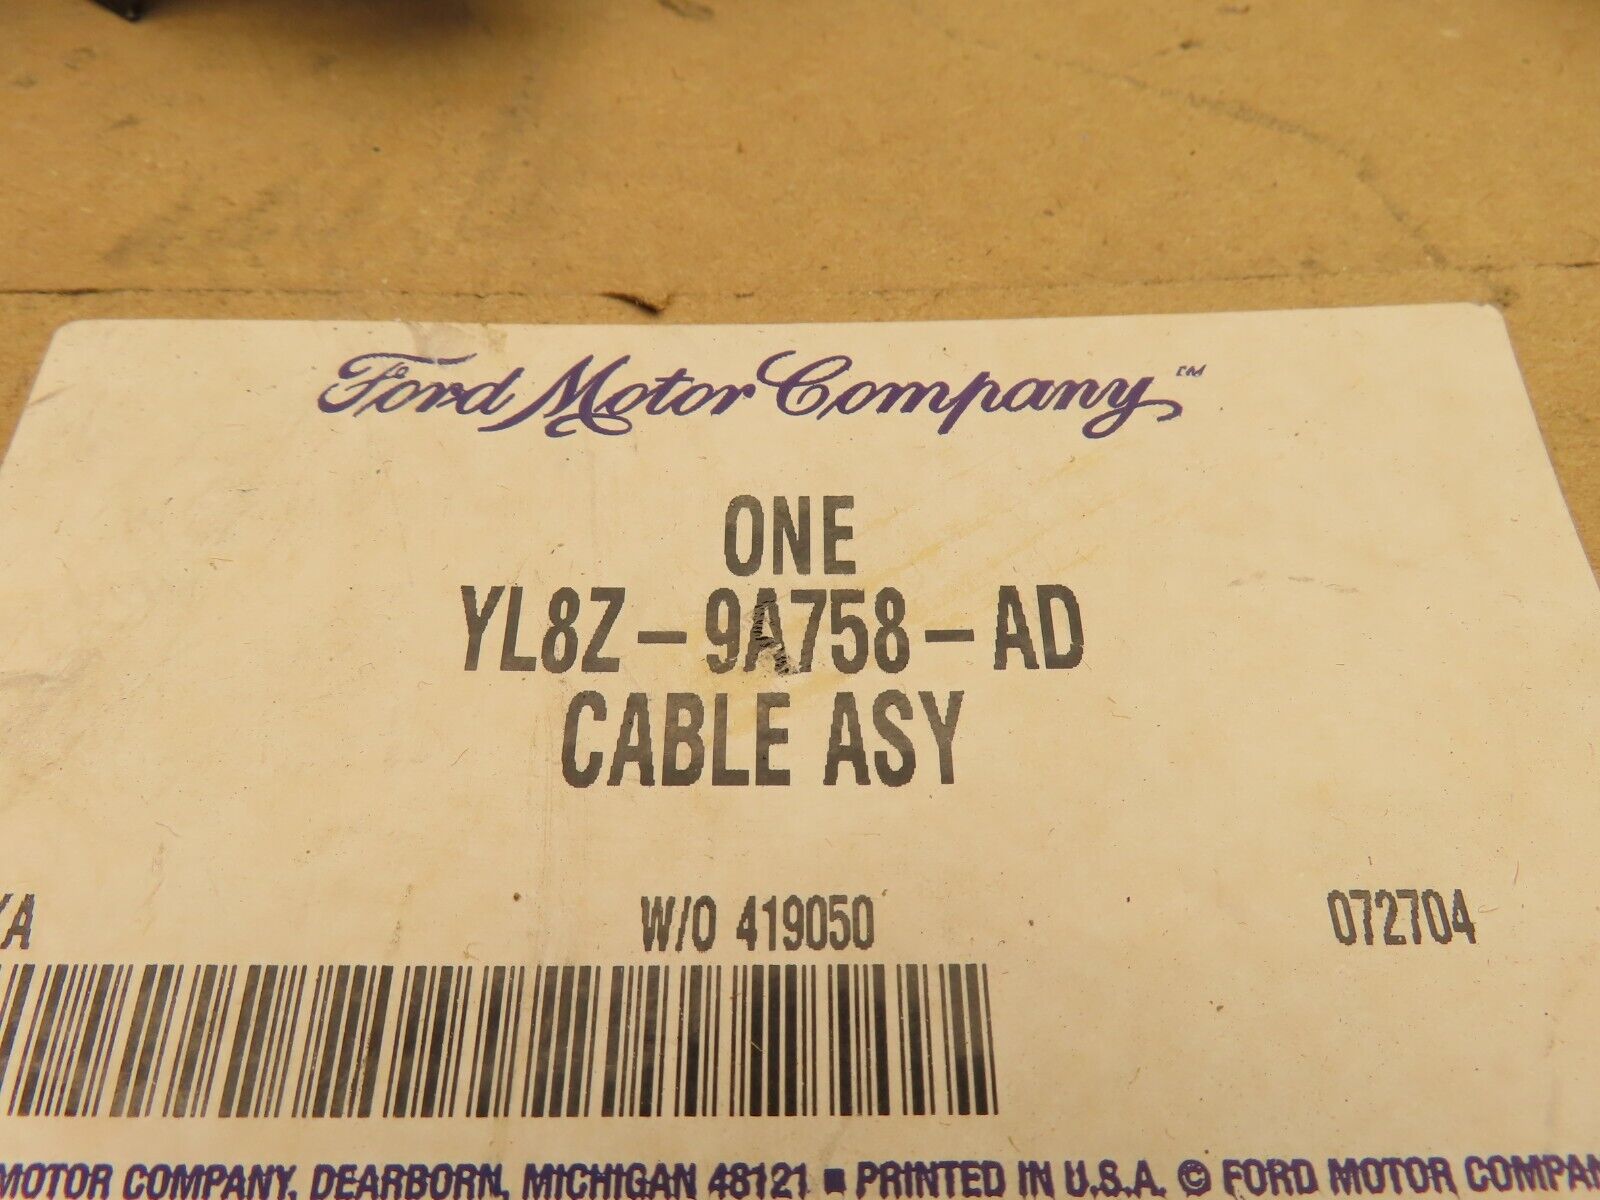 Ford Motor Company™
ONE
YL8Z-9A758-AD
CABLE ASY
W/O 419050 072704
MOTOR COMPANY, DEARBORN, MICHIGAN 48121 ■ PRINTED IN U.S.A. © FORD MOTOR